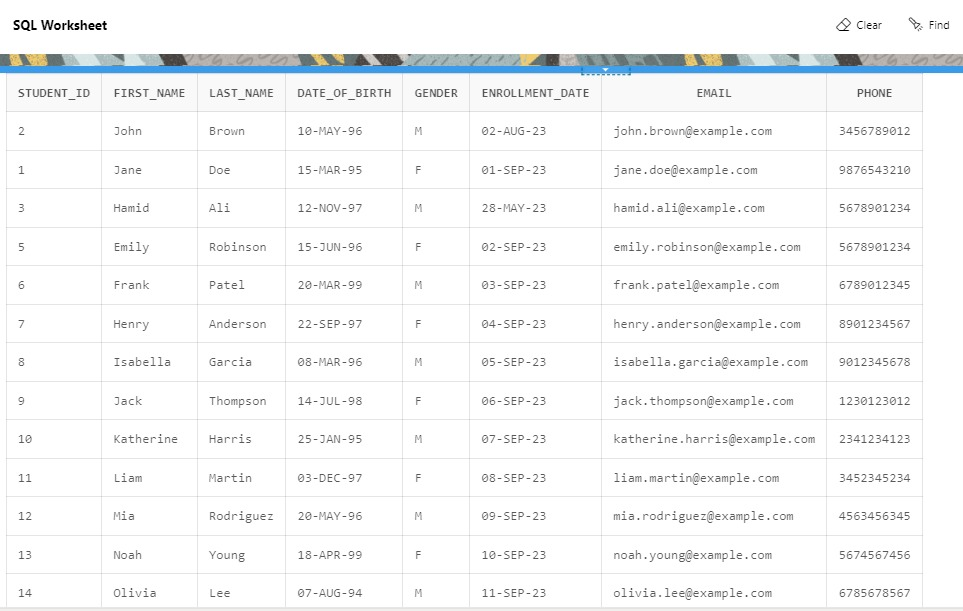 SQL Worksheet Clear Find
STUDENT_ID FIRST_NAME LAST_NAME DATE_OF_BIRTH GENDER ENROLLMENT_DATE EMAIL PHONE
2 John Brown 10-MAY-96 M 02-AUG-23 john.brown@example.com 3456789012
1 Jane Doe 15-MAR-95 F 01-SEP-23 jane.doe@example.com 9876543210
3 Hamid Ali 12-NOV-97 M 28-MAY-23 hamid.ali@example.com 5678901234
5 Emily Robinson 15-JUN-96 F 02-SEP-23 emily.robinson@example.com 5678901234
6 Frank Patel 20-MAR-99 M 03-SEP-23 frank.patel@example.com 6789012345
7 Henry Anderson 22-SEP-97 F 04-SEP-23 henry.anderson@example.com 8901234567
8 Isabella Garcia 08-MAR-96 M 05-SEP-23 isabella.garcia@example.com 9012345678
9 Jack Thompson 14-JUL-98 F 06-SEP-23 jack.thompson@example.com 1230123012
10 Katherine Harris 25-JAN-95 M 07-SEP-23 katherine.harris@example.com 2341234123
11 Liam Martin 03-DEC-97 F 08-SEP-23 liam.martin@example.com 3452345234
12 Mia Rodriguez 20-MAY-96 M 09-SEP-23 mia.rodriguez@example.com 4563456345
13 Noah Young 18-APR-99 F 10-SEP-23 noah.young@example.com 5674567456
14 Olivia Lee 07-AUG-94 M 11-SEP-23 olivia.lee@example.com 6785678567